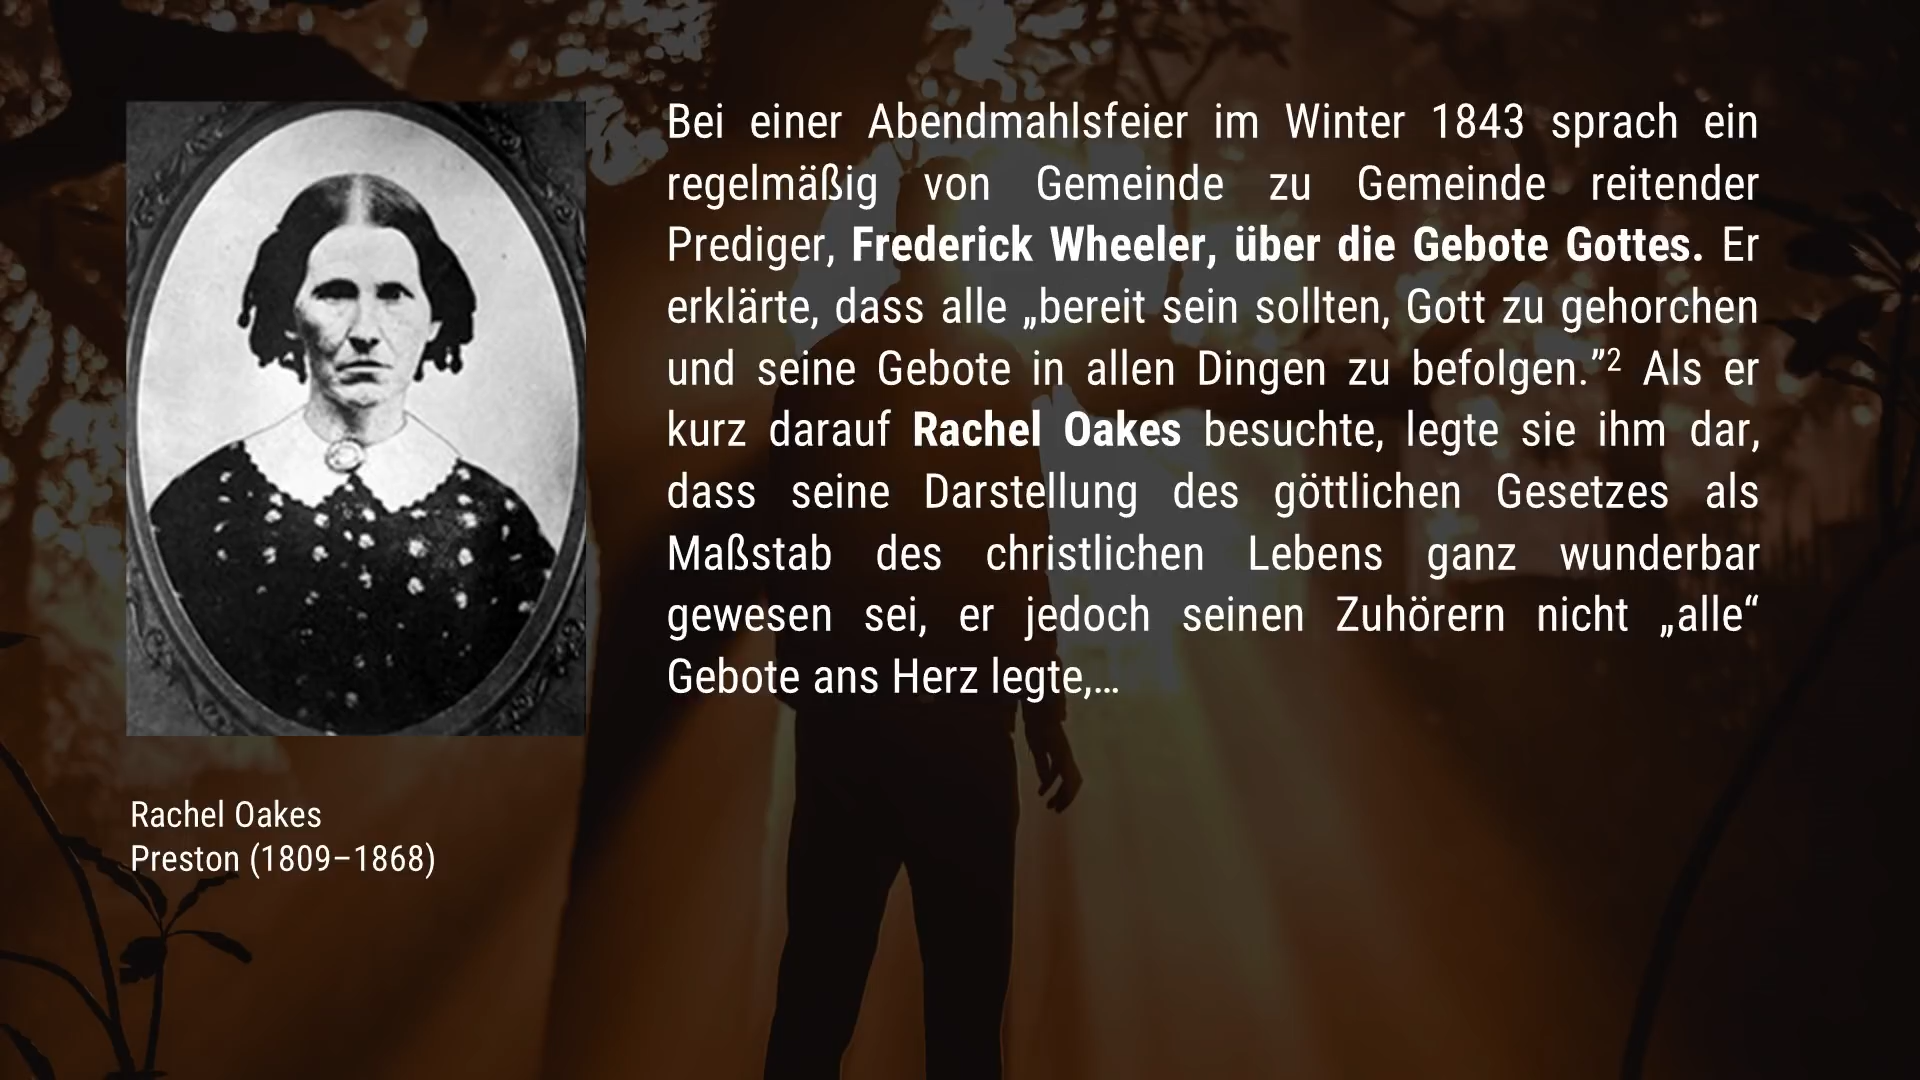 Bei einer Abendmahlsfeier im Winter 1843 sprach ein
regelmäßig von Gemeinde zu Gemeinde reitender
Prediger, Frederick Wheeler, über die Gebote Gottes. Er
erklärte, dass alle „bereit sein sollten, Gott zu gehorchen
und seine Gebote in allen Dingen zu befolgen.”² Als er
kurz darauf Rachel Oakes besuchte, legte sie ihm dar,
dass seine Darstellung des göttlichen Gesetzes als
Maßstab des christlichen Lebens ganz wunderbar
gewesen sei, er jedoch seinen Zuhörern nicht „alle“
Gebote ans Herz legte,…
Rachel Oakes
Preston (1809–1868)